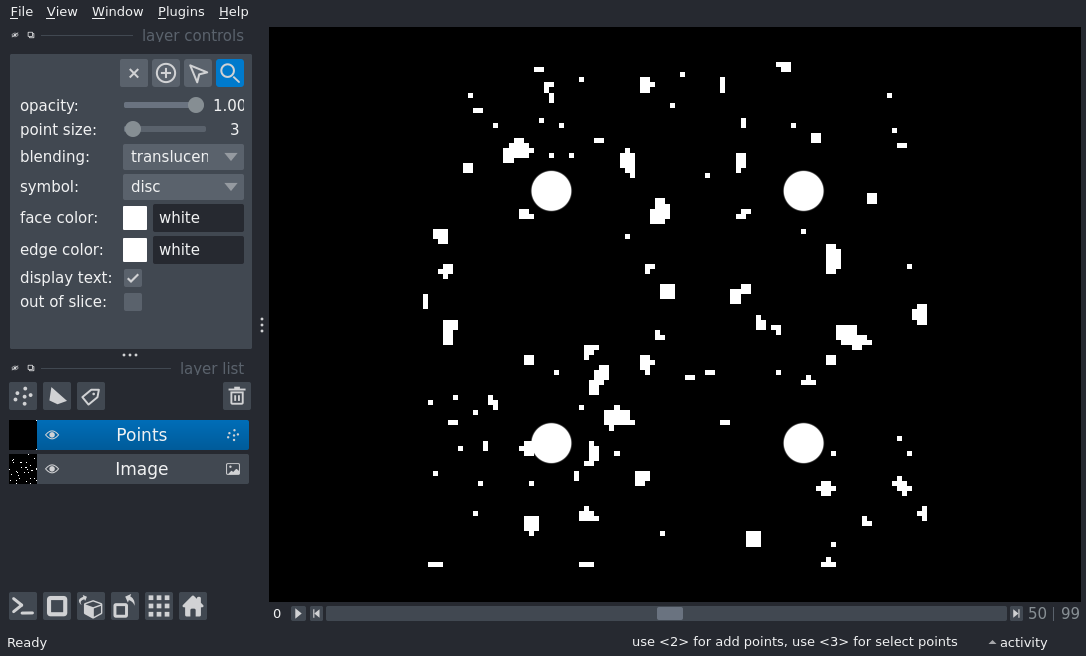 File View Window Plugins Help
layer controls
opacity: 1.00
point size: 3
blending: translucen
symbol: disc
face color: white
edge color: white
display text:
out of slice:
layer list
Points
Image
0 50 99
Ready use <2> for add points, use <3> for select points activity